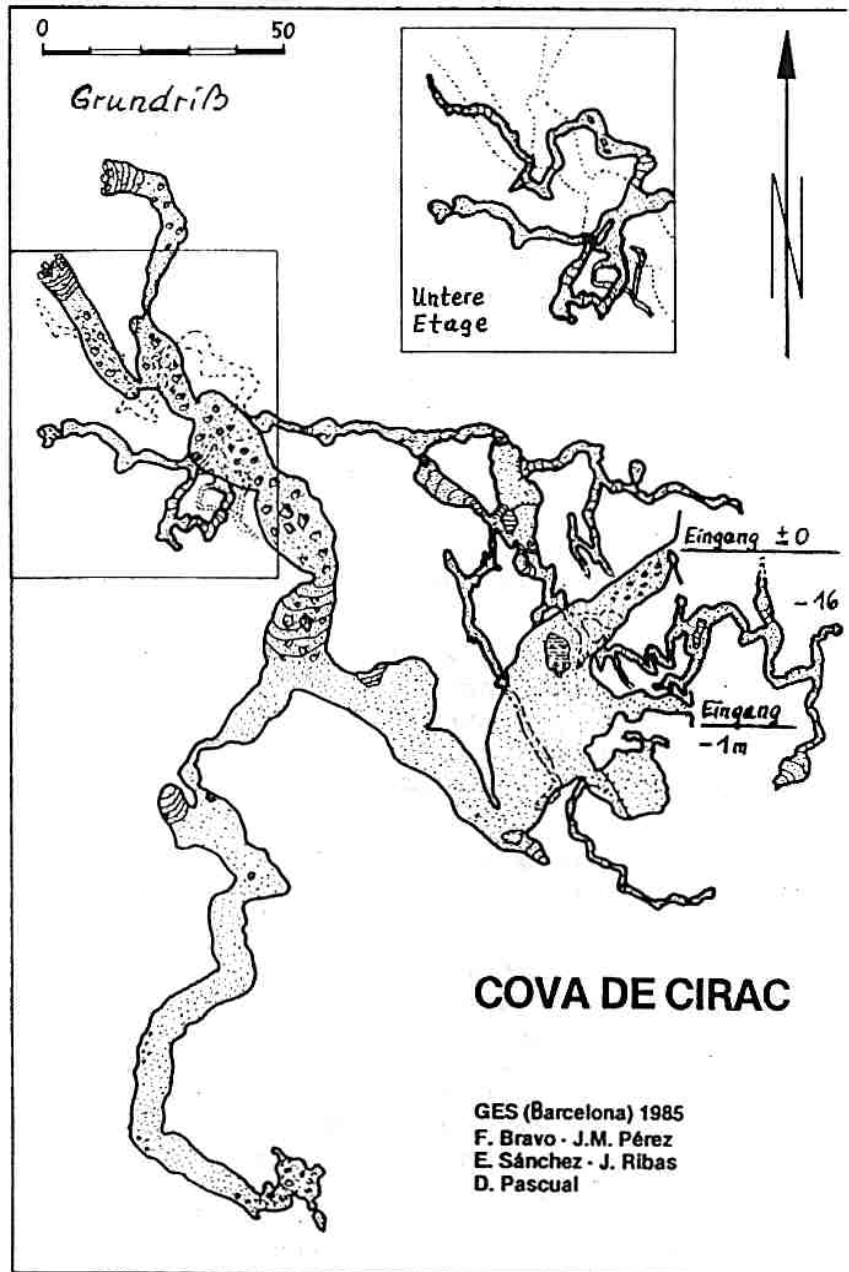 0 50
Grundriß
Untere
Etage
N
Eingang ±0
-16
Eingang
-1m
COVA DE CIRAC
GES (Barcelona) 1985
F. Bravo - J.M. Pérez
E. Sánchez - J. Ribas
D. Pascual